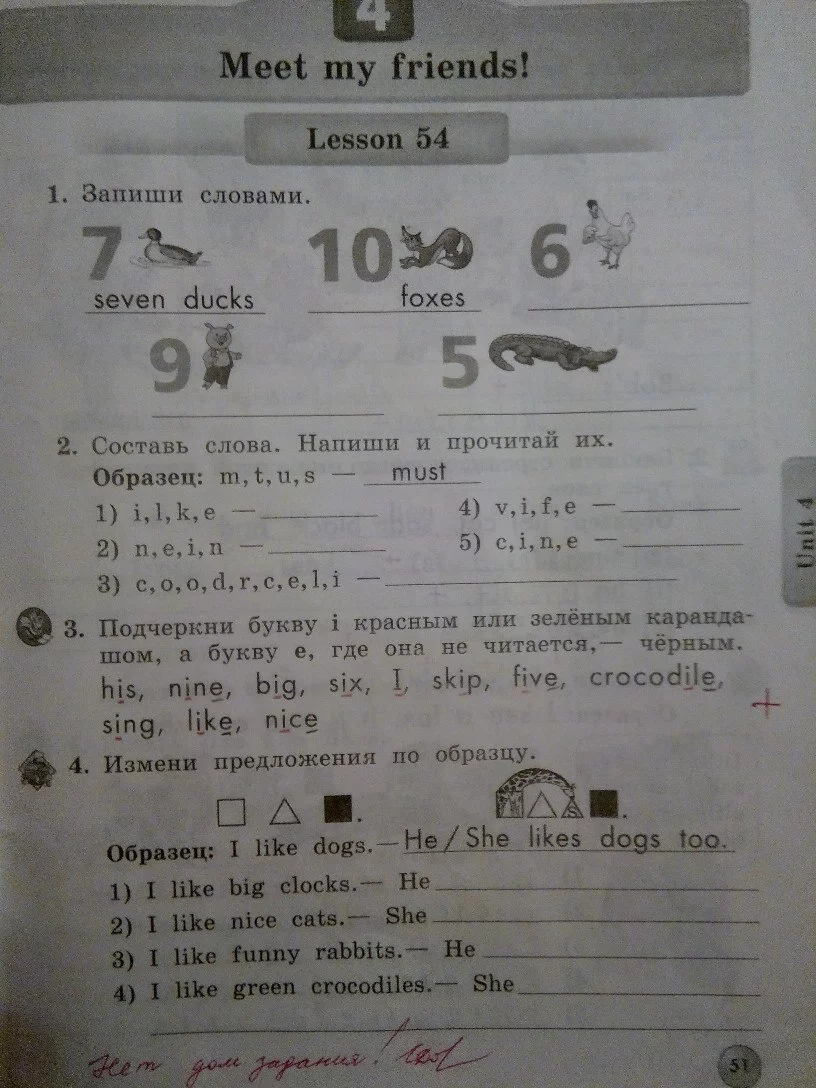 4
Meet my friends!
Lesson 54
1. Запиши словами.
7 10 6
seven ducks foxes
9 5
2. Составь слова. Напиши и прочитай их.
Образец: m, t, u, s — must
1) i, l, k, e — 4) v, i, f, e —
2) n, e, i, n — 5) c, i, n, e —
3) c, o, o, d, r, c, e, l, i —
Unit 4
3. Подчеркни букву i красным или зелёным каранда-
шом, а букву e, где она не читается,— чёрным.
his, nine, big, six, I, skip, five, crocodile,
sing, like, nice
+
4. Измени предложения по образцу.
s
Образец: I like dogs.— He / She likes dogs too.
1) I like big clocks.— He
2) I like nice cats.— She
3) I like funny rabbits.— He
4) I like green crocodiles.— She
Нет дом задания!
51